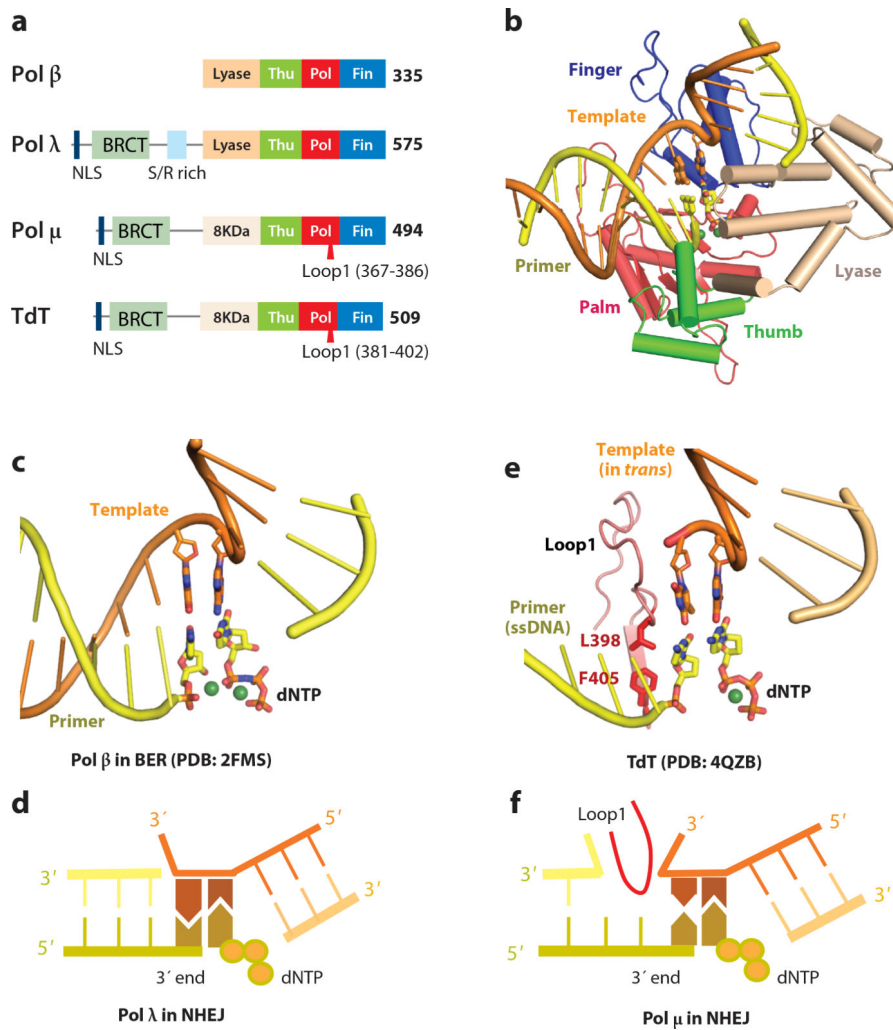 a
Pol β
Lyase Thu Pol Fin 335
Pol λ
BRCT Lyase Thu Pol Fin 575
NLS S/R rich
Pol μ
BRCT 8KDa Thu Pol Fin 494
NLS
Loop1 (367-386)
TdT
BRCT 8KDa Thu Pol Fin 509
NLS
Loop1 (381-402)
b
Finger
Template
Primer
Palm
Lyase
Thumb
c
Template
Primer
dNTP
Pol β in BER (PDB: 2FMS)
e
Template
(in trans)
Loop1
Primer
(ssDNA)
L398
F405
dNTP
TdT (PDB: 4QZB)
d
3′
5′
3′
3′
5′
3′ end
dNTP
Pol λ in NHEJ
f
Loop1
3′
5′
3′
3′
5′
3′ end
dNTP
Pol μ in NHEJ